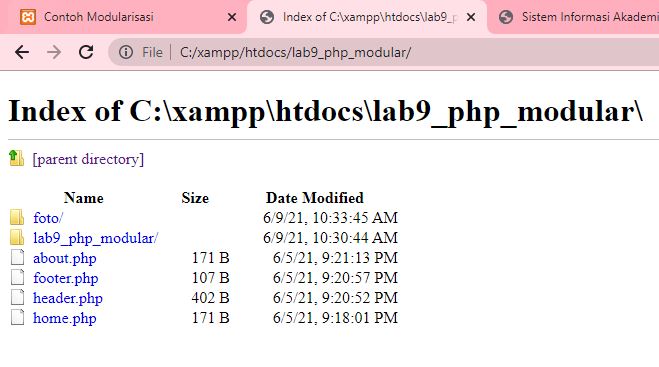 Contoh Modularisasi
Index of C:\xampp\htdocs\lab9_p
Sistem Informasi Akademi
File | C:/xampp/htdocs/lab9_php_modular/
Index of C:\xampp\htdocs\lab9_php_modular\
[parent directory]
Name Size Date Modified
foto/ 6/9/21, 10:33:45 AM
lab9_php_modular/ 6/9/21, 10:30:44 AM
about.php 171 B 6/5/21, 9:21:13 PM
footer.php 107 B 6/5/21, 9:20:57 PM
header.php 402 B 6/5/21, 9:20:52 PM
home.php 171 B 6/5/21, 9:18:01 PM